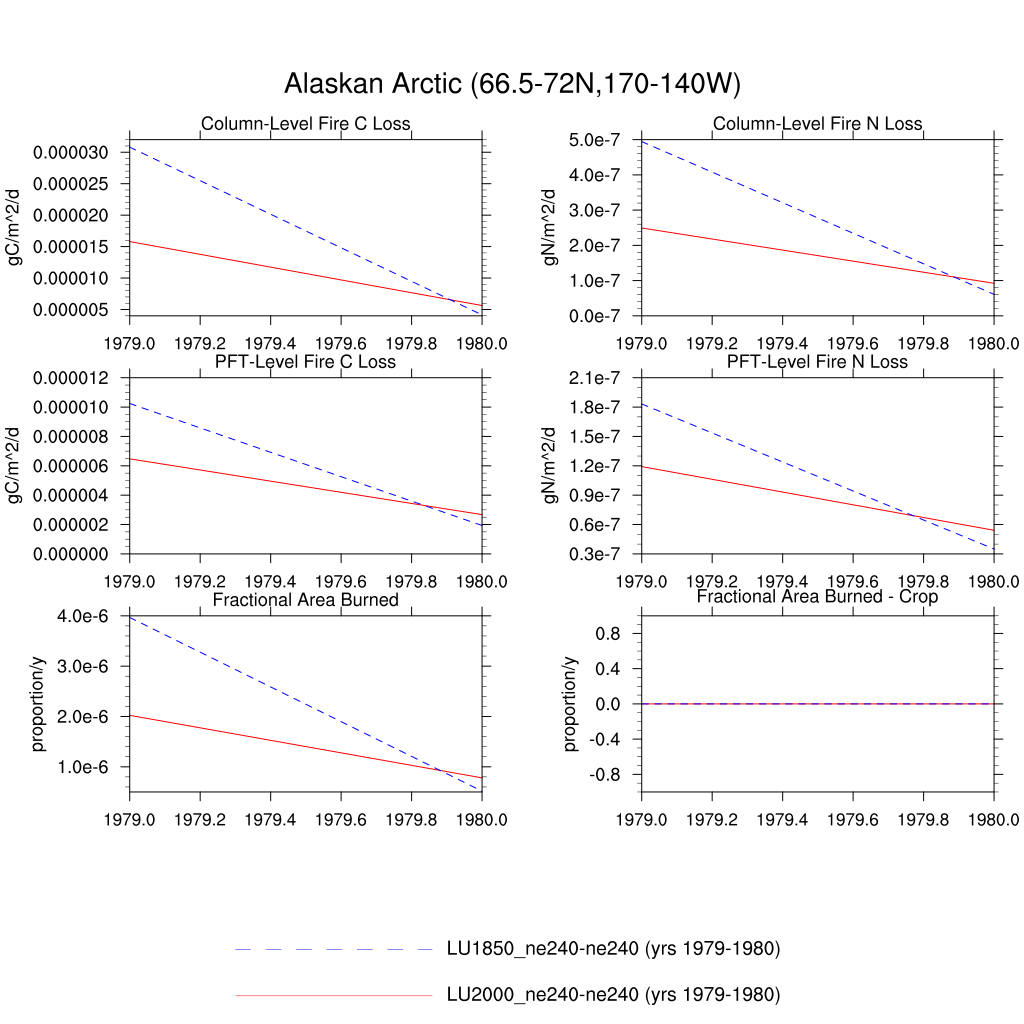 Alaskan Arctic (66.5-72N,170-140W)
Column-Level Fire C Loss
gC/m^2/d
0.000030
0.000025
0.000020
0.000015
0.000010
0.000005
1979.0 1979.2 1979.4 1979.6 1979.8 1980.0
Column-Level Fire N Loss
gN/m^2/d
5.0e-7
4.0e-7
3.0e-7
2.0e-7
1.0e-7
0.0e-7
1979.0 1979.2 1979.4 1979.6 1979.8 1980.0
PFT-Level Fire C Loss
gC/m^2/d
0.000012
0.000010
0.000008
0.000006
0.000004
0.000002
0.000000
1979.0 1979.2 1979.4 1979.6 1979.8 1980.0
PFT-Level Fire N Loss
gN/m^2/d
2.1e-7
1.8e-7
1.5e-7
1.2e-7
0.9e-7
0.6e-7
0.3e-7
1979.0 1979.2 1979.4 1979.6 1979.8 1980.0
Fractional Area Burned
proportion/y
4.0e-6
3.0e-6
2.0e-6
1.0e-6
1979.0 1979.2 1979.4 1979.6 1979.8 1980.0
Fractional Area Burned - Crop
proportion/y
0.8
0.4
0.0
-0.4
-0.8
1979.0 1979.2 1979.4 1979.6 1979.8 1980.0
LU1850_ne240-ne240 (yrs 1979-1980)
LU2000_ne240-ne240 (yrs 1979-1980)